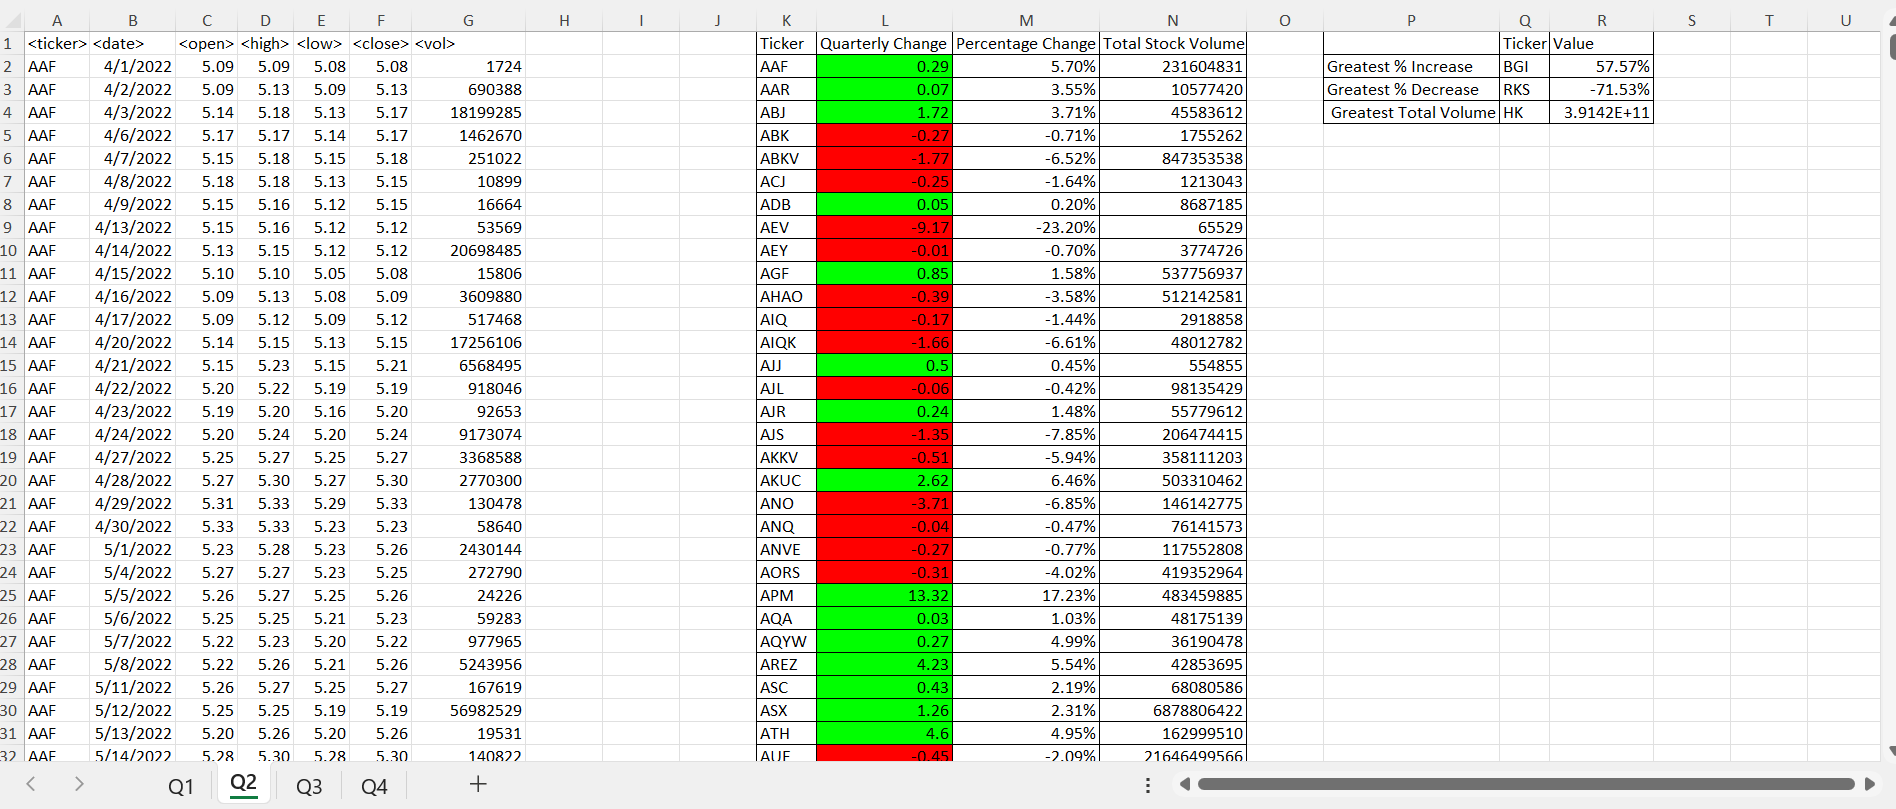 A B C D E F G H I J K L M N O P Q R S T U
1 <ticker> <date> <open> <high> <low> <close> <vol> Ticker Quarterly Change Percentage Change Total Stock Volume Ticker Value
2 AAF 4/1/2022 5.09 5.09 5.08 5.08 1724 AAF 0.29 5.70% 231604831 Greatest % Increase BGI 57.57%
3 AAF 4/2/2022 5.09 5.13 5.09 5.13 690388 AAR 0.07 3.55% 10577420 Greatest % Decrease RKS -71.53%
4 AAF 4/3/2022 5.14 5.18 5.13 5.17 18199285 ABJ 1.72 3.71% 45583612 Greatest Total Volume HK 3.9142E+11
5 AAF 4/6/2022 5.17 5.17 5.14 5.17 1462670 ABK -0.27 -0.71% 1755262
6 AAF 4/7/2022 5.15 5.18 5.15 5.18 251022 ABKV -1.77 -6.52% 847353538
7 AAF 4/8/2022 5.18 5.18 5.13 5.15 10899 ACJ -0.25 -1.64% 1213043
8 AAF 4/9/2022 5.15 5.16 5.12 5.15 16664 ADB 0.05 0.20% 8687185
9 AAF 4/13/2022 5.15 5.16 5.12 5.12 53569 AEV -9.17 -23.20% 65529
10 AAF 4/14/2022 5.13 5.15 5.12 5.12 20698485 AEY -0.01 -0.70% 3774726
11 AAF 4/15/2022 5.10 5.10 5.05 5.08 15806 AGF 0.85 1.58% 537756937
12 AAF 4/16/2022 5.09 5.13 5.08 5.09 3609880 AHAO -0.39 -3.58% 512142581
13 AAF 4/17/2022 5.09 5.12 5.09 5.12 517468 AIQ -0.17 -1.44% 2918858
14 AAF 4/20/2022 5.14 5.15 5.13 5.15 17256106 AIQK -1.66 -6.61% 48012782
15 AAF 4/21/2022 5.15 5.23 5.15 5.21 6568495 AJJ 0.5 0.45% 554855
16 AAF 4/22/2022 5.20 5.22 5.19 5.19 918046 AJL -0.06 -0.42% 98135429
17 AAF 4/23/2022 5.19 5.20 5.16 5.20 92653 AJR 0.24 1.48% 55779612
18 AAF 4/24/2022 5.20 5.24 5.20 5.24 9173074 AJS -1.35 -7.85% 206474415
19 AAF 4/27/2022 5.25 5.27 5.25 5.27 3368588 AKKV -0.51 -5.94% 358111203
20 AAF 4/28/2022 5.27 5.30 5.27 5.30 2770300 AKUC 2.62 6.46% 503310462
21 AAF 4/29/2022 5.31 5.33 5.29 5.33 130478 ANO -3.71 -6.85% 146142775
22 AAF 4/30/2022 5.33 5.33 5.23 5.23 58640 ANQ -0.04 -0.47% 76141573
23 AAF 5/1/2022 5.23 5.28 5.23 5.26 2430144 ANVE -0.27 -0.77% 117552808
24 AAF 5/4/2022 5.27 5.27 5.23 5.25 272790 AORS -0.31 -4.02% 419352964
25 AAF 5/5/2022 5.26 5.27 5.25 5.26 24226 APM 13.32 17.23% 483459885
26 AAF 5/6/2022 5.25 5.25 5.21 5.23 59283 AQA 0.03 1.03% 48175139
27 AAF 5/7/2022 5.22 5.23 5.20 5.22 977965 AQYW 0.27 4.99% 36190478
28 AAF 5/8/2022 5.22 5.26 5.21 5.26 5243956 AREZ 4.23 5.54% 42853695
29 AAF 5/11/2022 5.26 5.27 5.25 5.27 167619 ASC 0.43 2.19% 68080586
30 AAF 5/12/2022 5.25 5.25 5.19 5.19 56982529 ASX 1.26 2.31% 6878806422
31 AAF 5/13/2022 5.20 5.26 5.20 5.26 19531 ATH 4.6 4.95% 162999510
32 AAF 5/14/2022 5.28 5.30 5.28 5.30 140822 AUF -0.45 -2.09% 21646499566
Q1 Q2 Q3 Q4 +